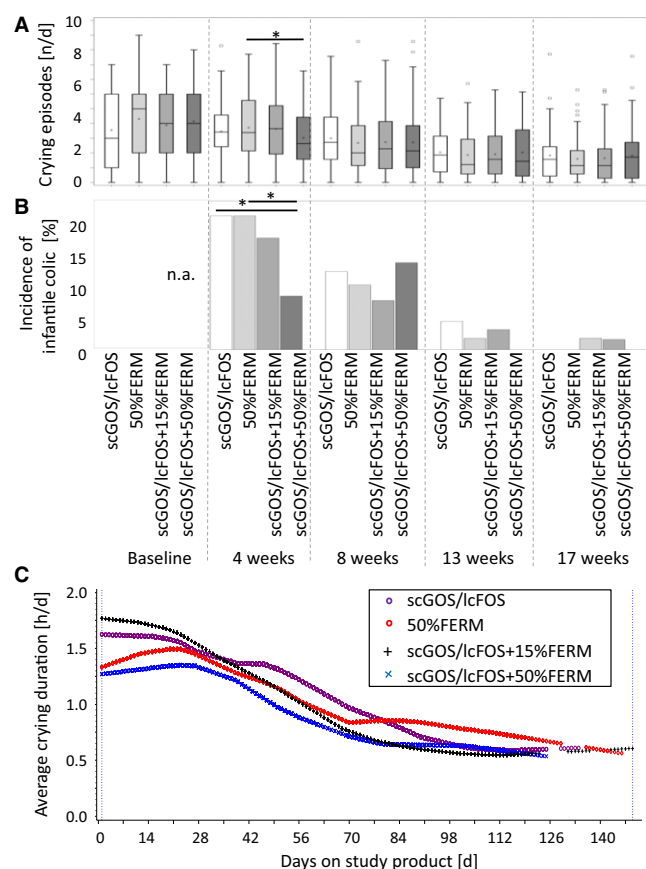 A
Crying episodes [n/d]
10
8
6
4
2
0
*
B
Incidence of
infantile colic [%]
20
15
10
5
0
n.a.
*
*
scGOS/lcFOS
50%FERM
scGOS/lcFOS+15%FERM
scGOS/lcFOS+50%FERM
scGOS/lcFOS
50%FERM
scGOS/lcFOS+15%FERM
scGOS/lcFOS+50%FERM
scGOS/lcFOS
50%FERM
scGOS/lcFOS+15%FERM
scGOS/lcFOS+50%FERM
scGOS/lcFOS
50%FERM
scGOS/lcFOS+15%FERM
scGOS/lcFOS+50%FERM
scGOS/lcFOS
50%FERM
scGOS/lcFOS+15%FERM
scGOS/lcFOS+50%FERM
Baseline 4 weeks 8 weeks 13 weeks 17 weeks
C
Average crying duration [h/d]
2.0
1.5
1.0
0.5
0.0
scGOS/lcFOS
50%FERM
scGOS/lcFOS+15%FERM
scGOS/lcFOS+50%FERM
0 14 28 42 56 70 84 98 112 126 140
Days on study product [d]